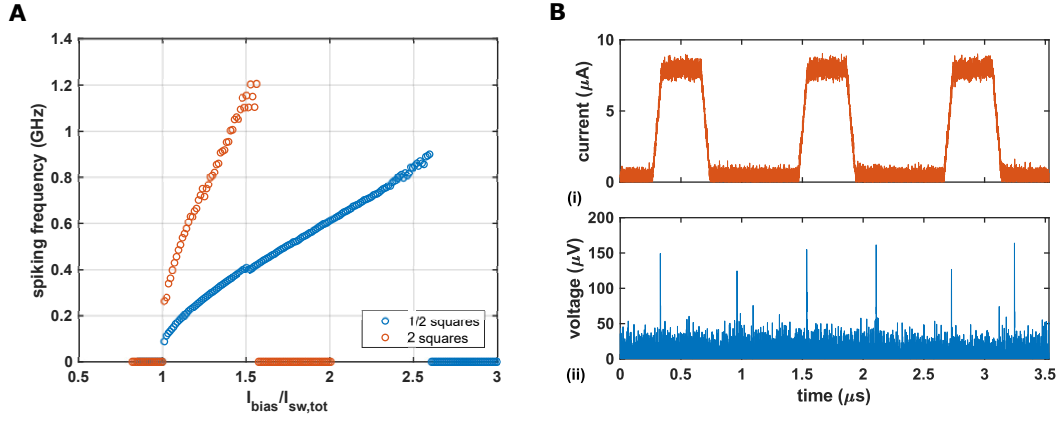 A
spiking frequency (GHz)
1.4
1.2
1
0.8
0.6
0.4
0.2
0
0.5
1
1.5
2
2.5
3
I_bias/I_sw,tot
1/2 squares
2 squares
B
current (μA)
10
5
0
(i)
voltage (μV)
200
150
100
50
0
(ii)
0
0.5
1
1.5
2
2.5
3
3.5
time (μs)